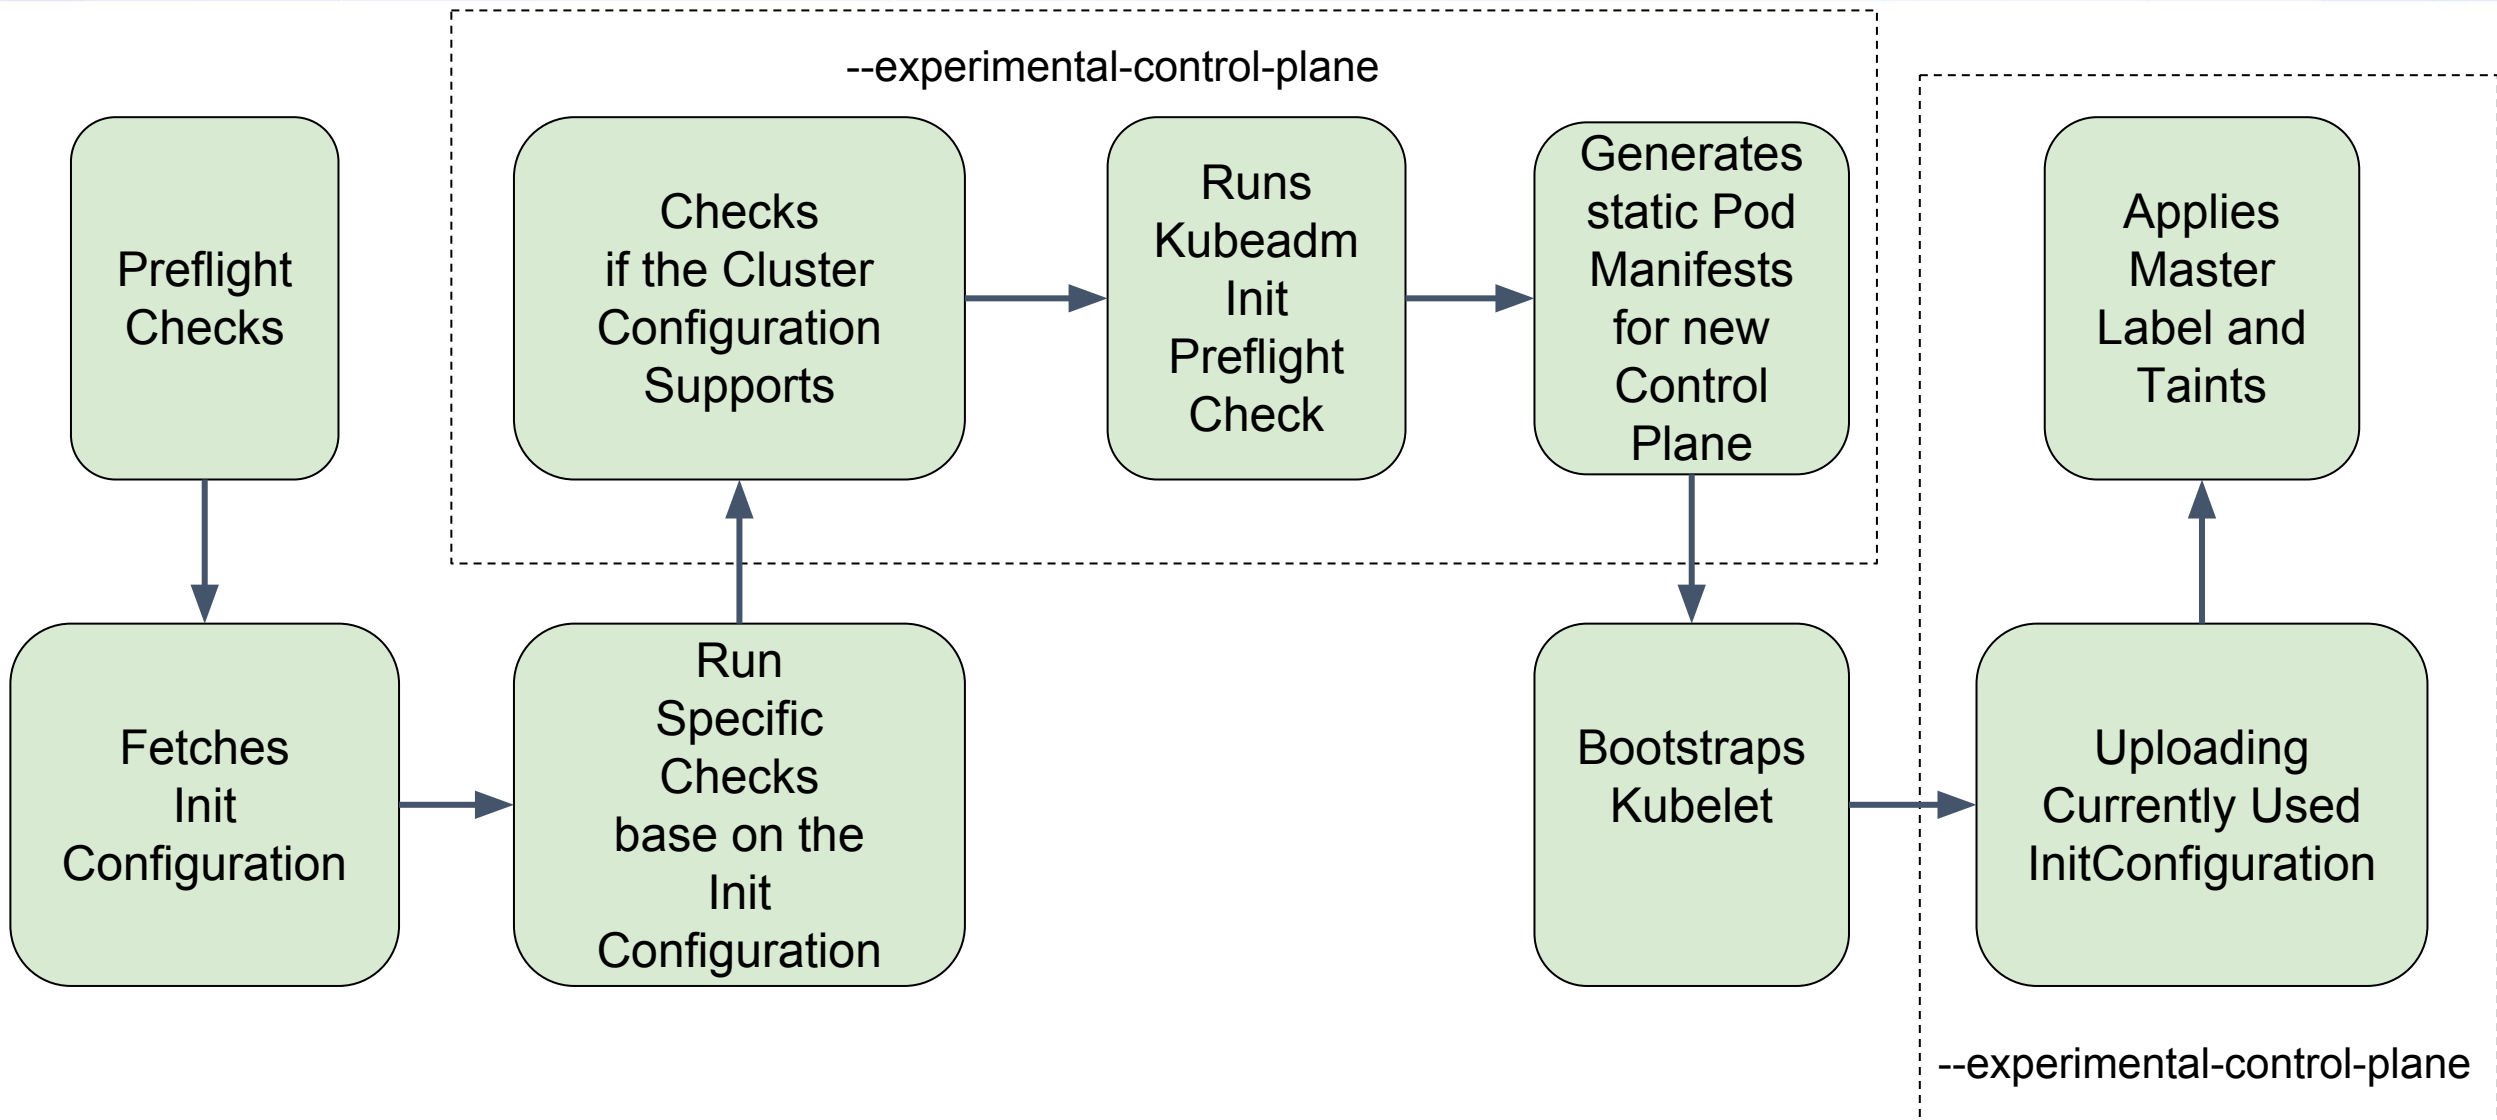 --experimental-control-plane
Preflight
Checks
Fetches
Init
Configuration
Run
Specific
Checks
base on the
Init
Configuration
Checks
if the Cluster
Configuration
Supports
Runs
Kubeadm
Init
Preflight
Check
Generates
static Pod
Manifests
for new
Control
Plane
Bootstraps
Kubelet
Uploading
Currently Used
InitConfiguration
Applies
Master
Label and
Taints
--experimental-control-plane